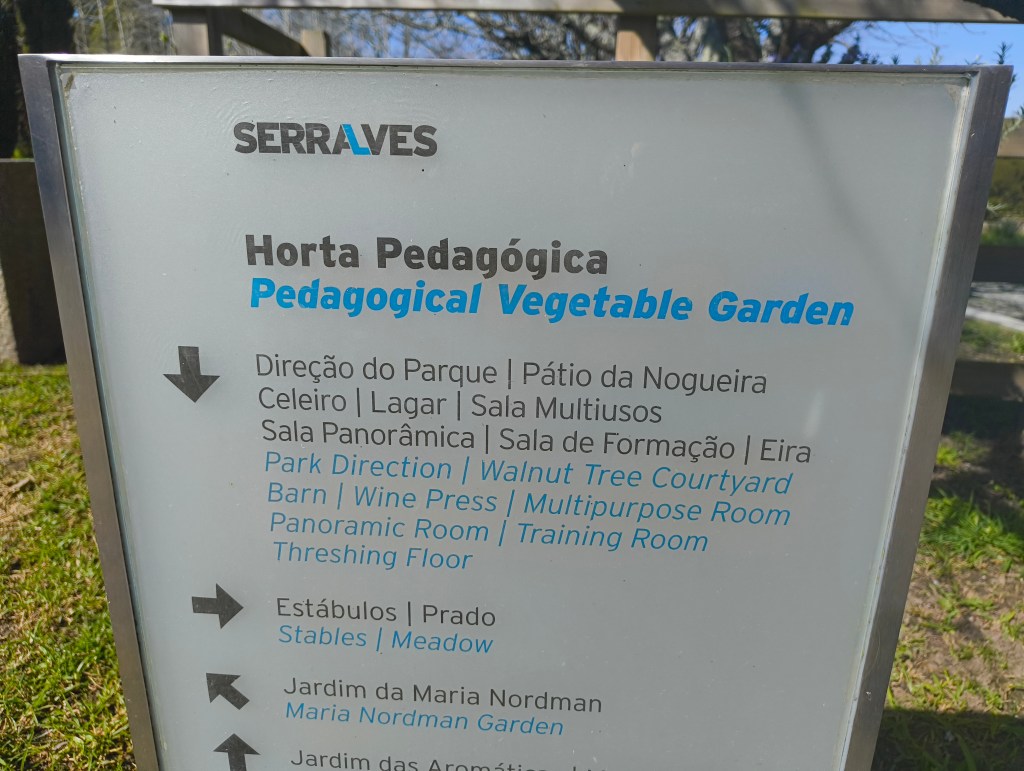 SERRALVES
Horta Pedagógica
Pedagogical Vegetable Garden
Direção do Parque | Pátio da Nogueira
Celeiro | Lagar | Sala Multiusos
Sala Panorâmica | Sala de Formação | Eira
Park Direction | Walnut Tree Courtyard
Barn | Wine Press | Multipurpose Room
Panoramic Room | Training Room
Threshing Floor
Estábulos | Prado
Stables | Meadow
Jardim da Maria Nordman
Maria Nordman Garden
Jardim das